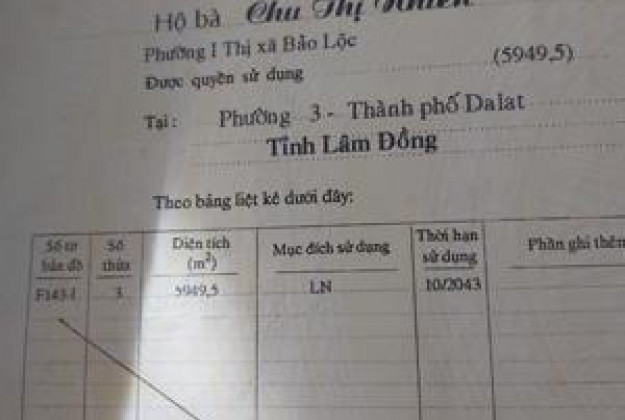 Hộ bà Chu Thị
Phường I Thị xã Bảo Lộc
Được quyền sử dụng (5949,5)
Tại: Phường 3 - Thành phố Dalat
Tỉnh Lâm Đồng
Theo bảng liệt kê dưới đây:
Số tờ bản đồ Số thửa Diện tích (m²) Mục đích sử dụng Thời hạn sử dụng Phần ghi thêm
F143-I 3 5949,5 LN 10/2043